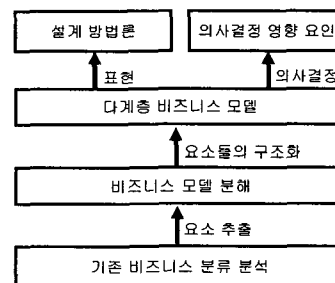 설계 방법론
의사결정 영향 요인
표현
의사결정
다계층 비즈니스 모델
요소들의 구조화
비즈니스 모델 분해
요소 추출
기존 비즈니스 분류 분석